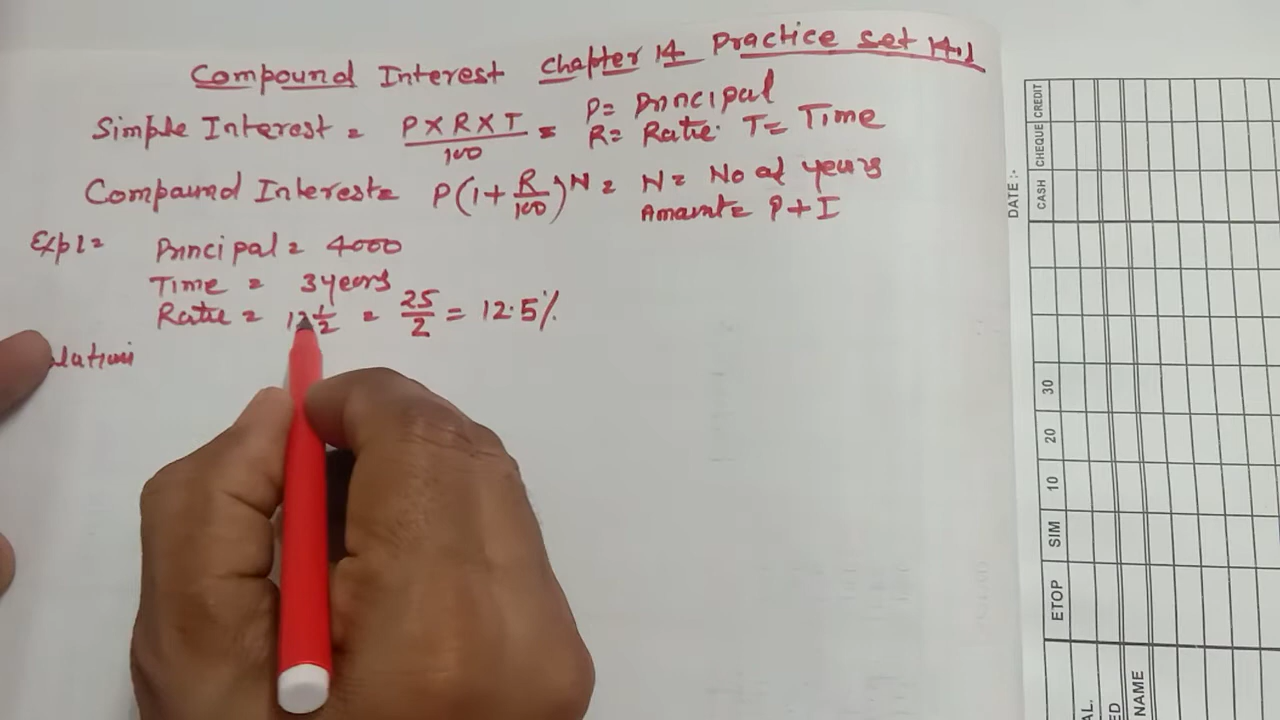 Compound Interest Chapter 14 Practice set 14.1
Simple Interest = P X R X T / 100 = P= Principal
R= Rate. T= Time
Compound Interest= P(1+R/100)^N = N= No of years
Amount= P+I
Expl= Principal= 4000
Time = 3 years
Rate = 12 1/2 = 25/2 = 12.5%
DATE :-
CASH CHEQUE CREDIT
ETOP SIM 10 20 30
NAME